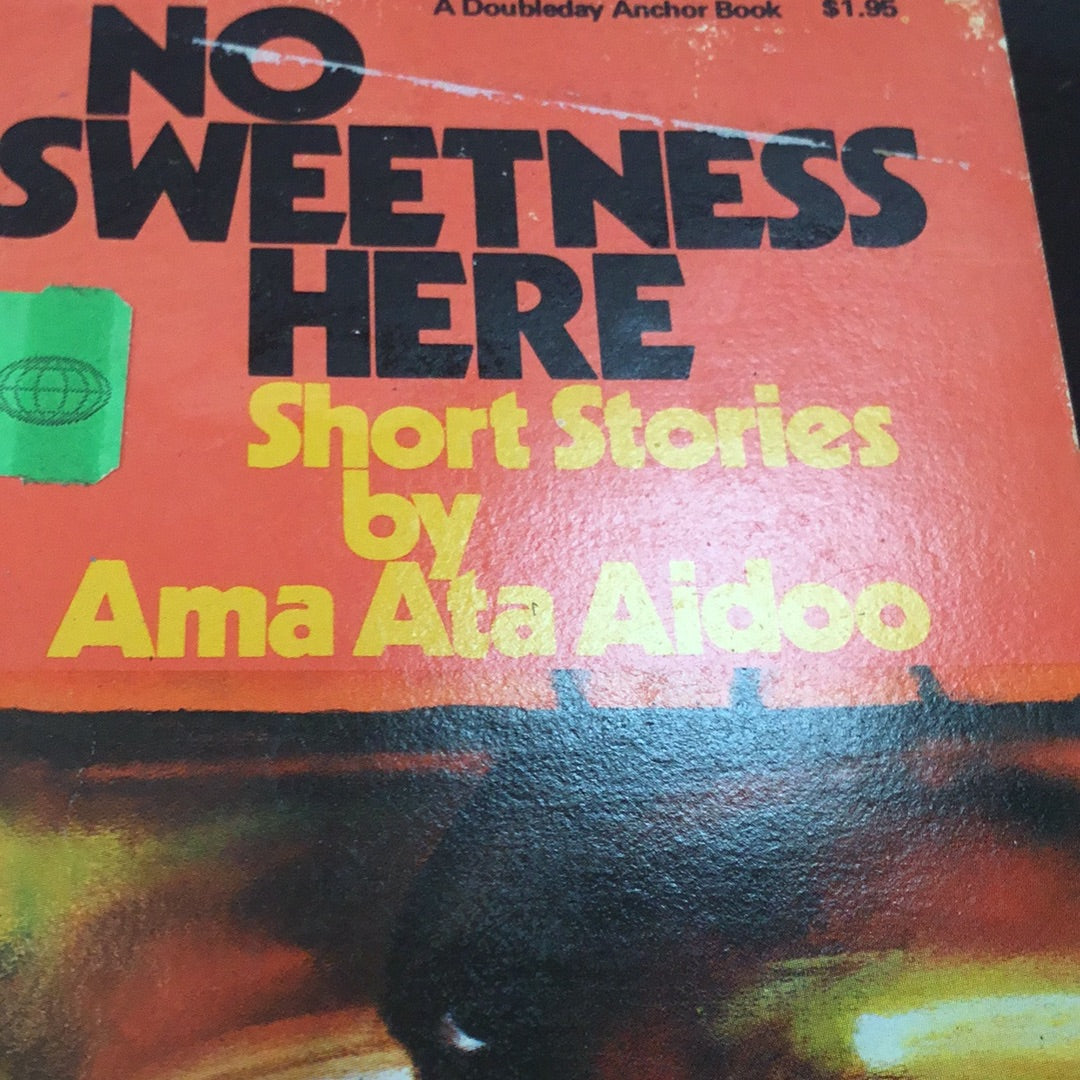 A Doubleday Anchor Book $1.95
NO
SWEETNESS
HERE
Short Stories
by
Ama Ata Aidoo